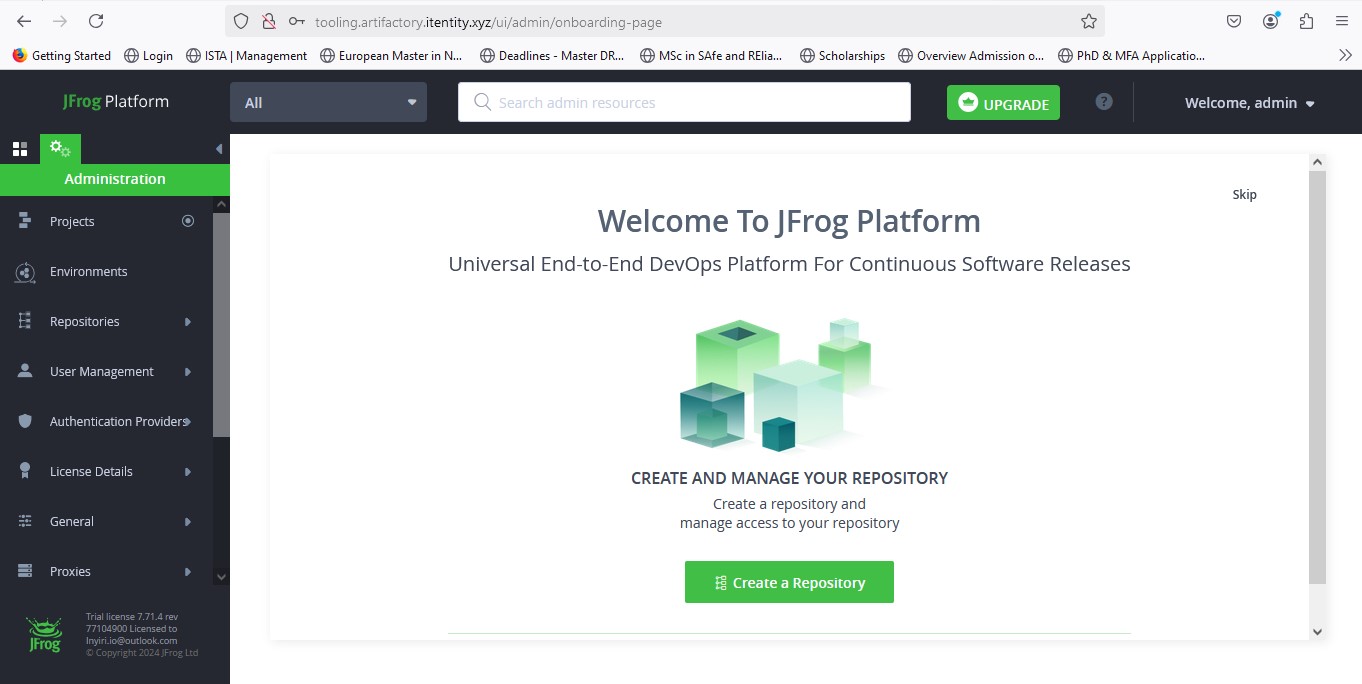 tooling.artifactory.itentity.xyz/ui/admin/onboarding-page
Getting Started
Login
ISTA | Management
European Master in N...
Deadlines - Master DR...
MSc in SAfe and RElia...
Scholarships
Overview Admission o...
PhD & MFA Applicatio...
JFrog Platform
All
Search admin resources
UPGRADE
?
Welcome, admin
Administration
Projects
Environments
Repositories
User Management
Authentication Providers
License Details
General
Proxies
JFrog
Trial license 7.71.4 rev
77104900 Licensed to
lnyiri.io@outlook.com
© Copyright 2024 JFrog Ltd
Skip
Welcome To JFrog Platform
Universal End-to-End DevOps Platform For Continuous Software Releases
CREATE AND MANAGE YOUR REPOSITORY
Create a repository and
manage access to your repository
Create a Repository